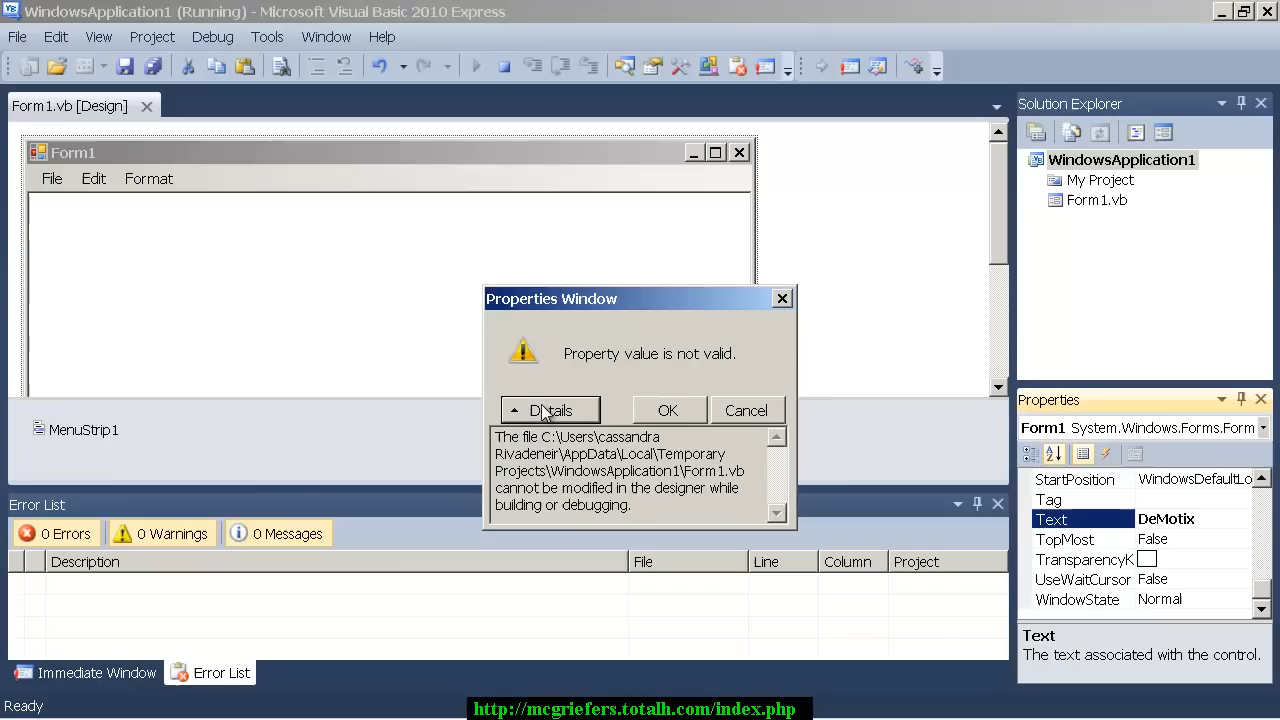 WindowsApplication1 (Running) - Microsoft Visual Basic 2010 Express
File Edit View Project Debug Tools Window Help
Form1.vb [Design]
Form1
File Edit Format
MenuStrip1
Solution Explorer
WindowsApplication1
My Project
Form1.vb
Properties Window
Property value is not valid.
Details OK Cancel
The file C:\Users\cassandra
Rivadeneir\AppData\Local\Temporary
Projects\WindowsApplication1\Form1.vb
cannot be modified in the designer while
building or debugging.
Properties
Form1 System.Windows.Forms.Form
StartPosition WindowsDefaultLo
Tag
Text DeMotix
TopMost False
TransparencyK
UseWaitCursor False
WindowState Normal
Text
The text associated with the control.
Error List
0 Errors 0 Warnings 0 Messages
Description File Line Column Project
Immediate Window Error List
Ready
http://mcgriefers.totalh.com/index.php